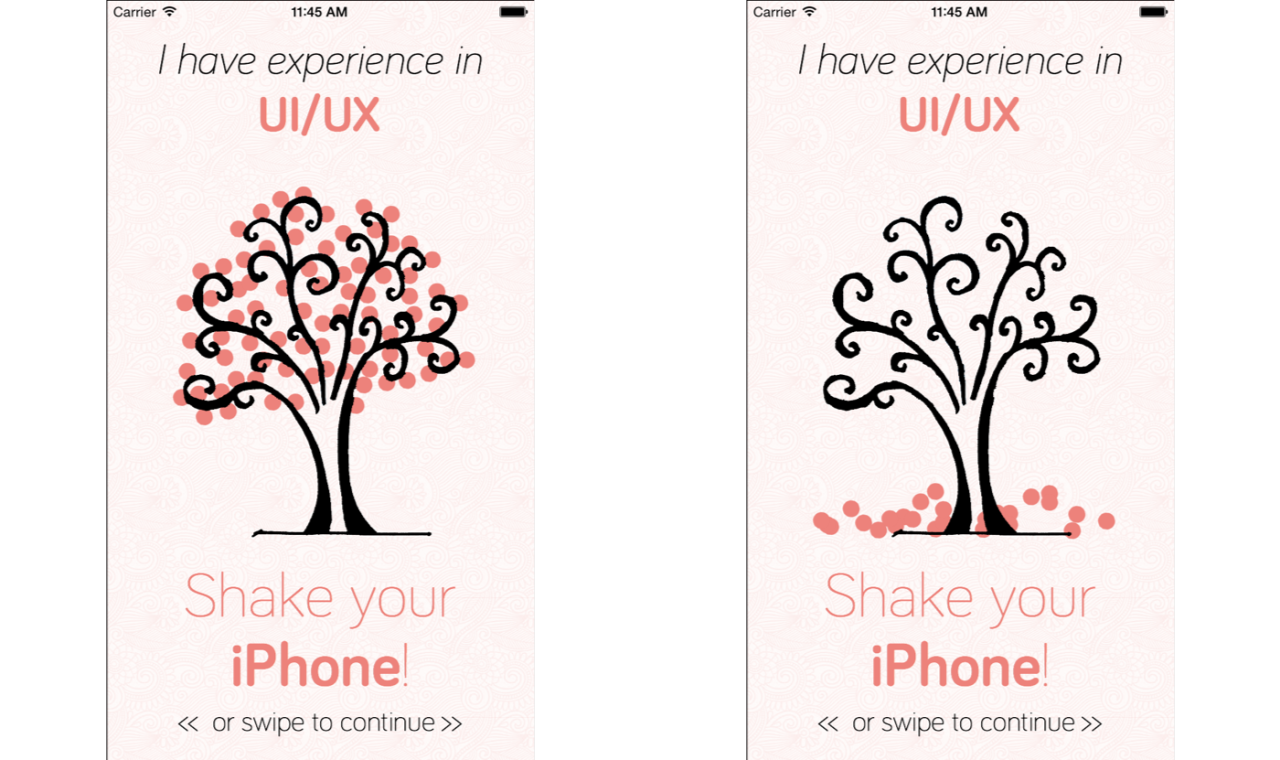 Carrier 11:45 AM
I have experience in
UI/UX
Shake your
iPhone!
<< or swipe to continue >>
Carrier 11:45 AM
I have experience in
UI/UX
Shake your
iPhone!
<< or swipe to continue >>